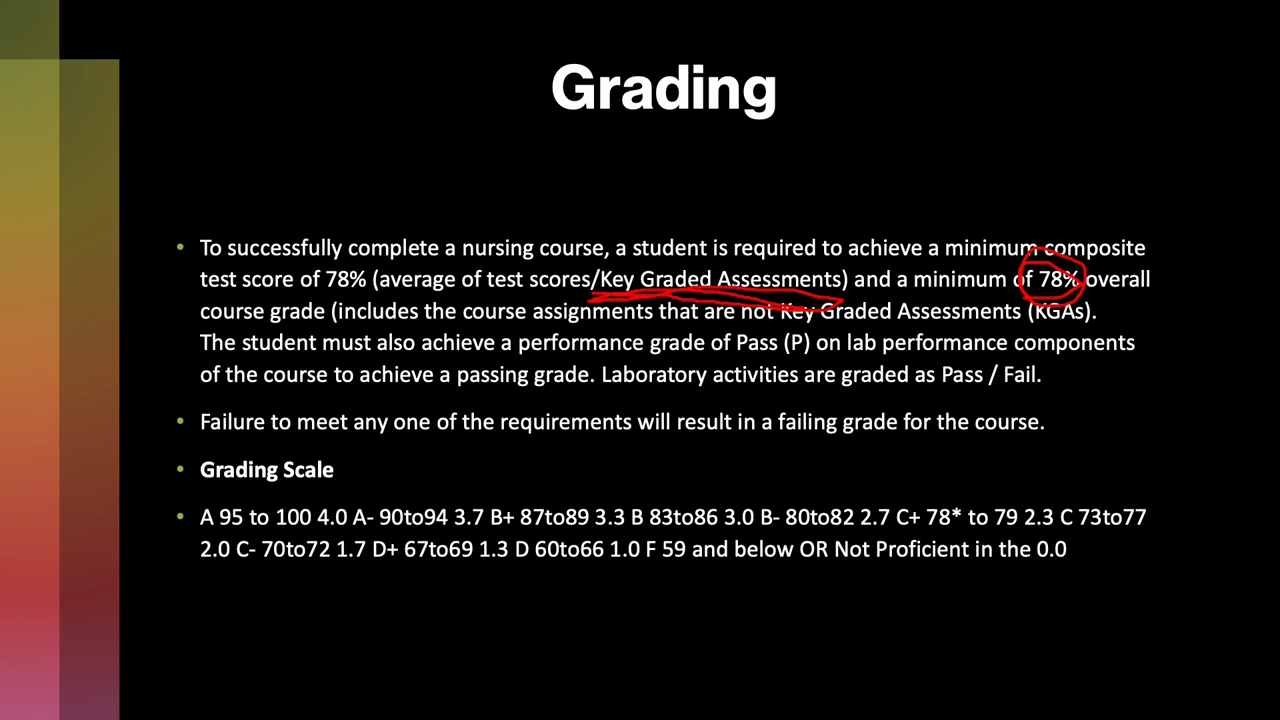 Grading
• To successfully complete a nursing course, a student is required to achieve a minimum composite
test score of 78% (average of test scores/Key Graded Assessments) and a minimum of 78% overall
course grade (includes the course assignments that are not Key Graded Assessments (KGAs).
The student must also achieve a performance grade of Pass (P) on lab performance components
of the course to achieve a passing grade. Laboratory activities are graded as Pass / Fail.
• Failure to meet any one of the requirements will result in a failing grade for the course.
• Grading Scale
• A 95 to 100 4.0 A- 90to94 3.7 B+ 87to89 3.3 B 83to86 3.0 B- 80to82 2.7 C+ 78* to 79 2.3 C 73to77
2.0 C- 70to72 1.7 D+ 67to69 1.3 D 60to66 1.0 F 59 and below OR Not Proficient in the 0.0